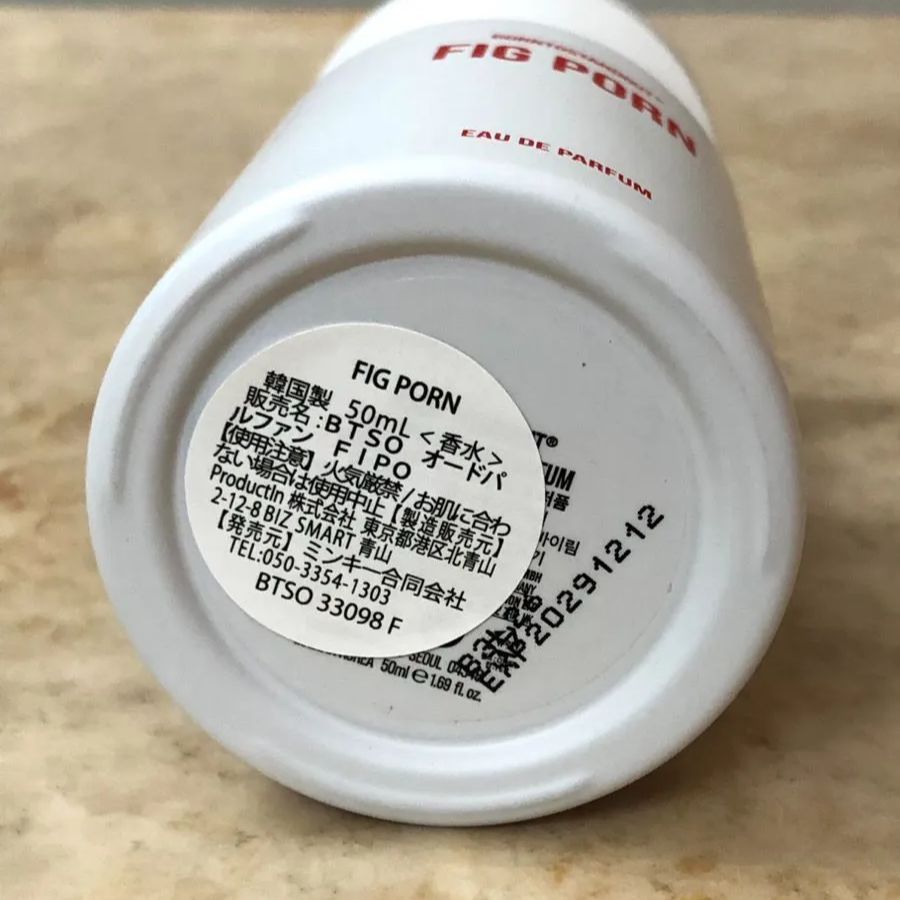 BORNTOSTANDOUT®
FIG PORN
EAU DE PARFUM
FIG PORN
韓国製 50mL <香水>
販売名:BTSO オードパ
ルファン FIPO
【使用注意】火気厳禁/お肌に合わ
ない場合は使用中止【製造販売元】
ProductIn 株式会社 東京都港区北青山
2-12-8 BIZ SMART 青山
【発売元】ミンキー合同会社
TEL:050-3354-1303
BTSO 33098 F
EXP 20291212
SEOUL
50ml ℮ 1.69 fl. oz.